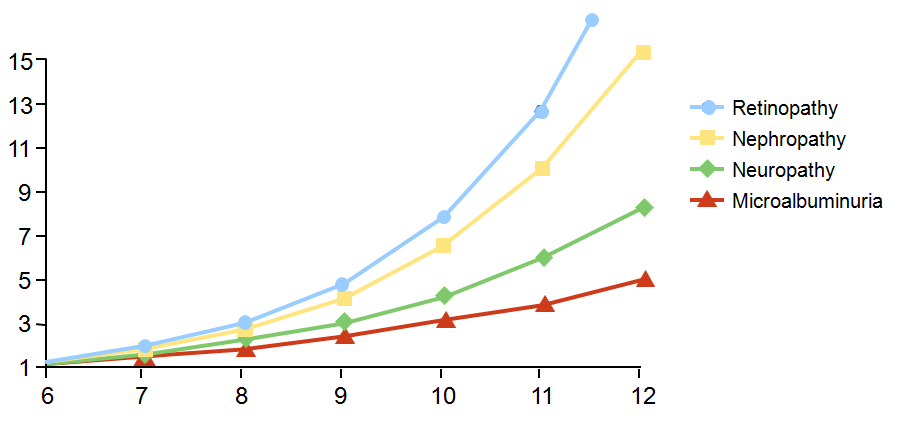 15
13
11
9
7
5
3
1
6 7 8 9 10 11 12
Retinopathy
Nephropathy
Neuropathy
Microalbuminuria